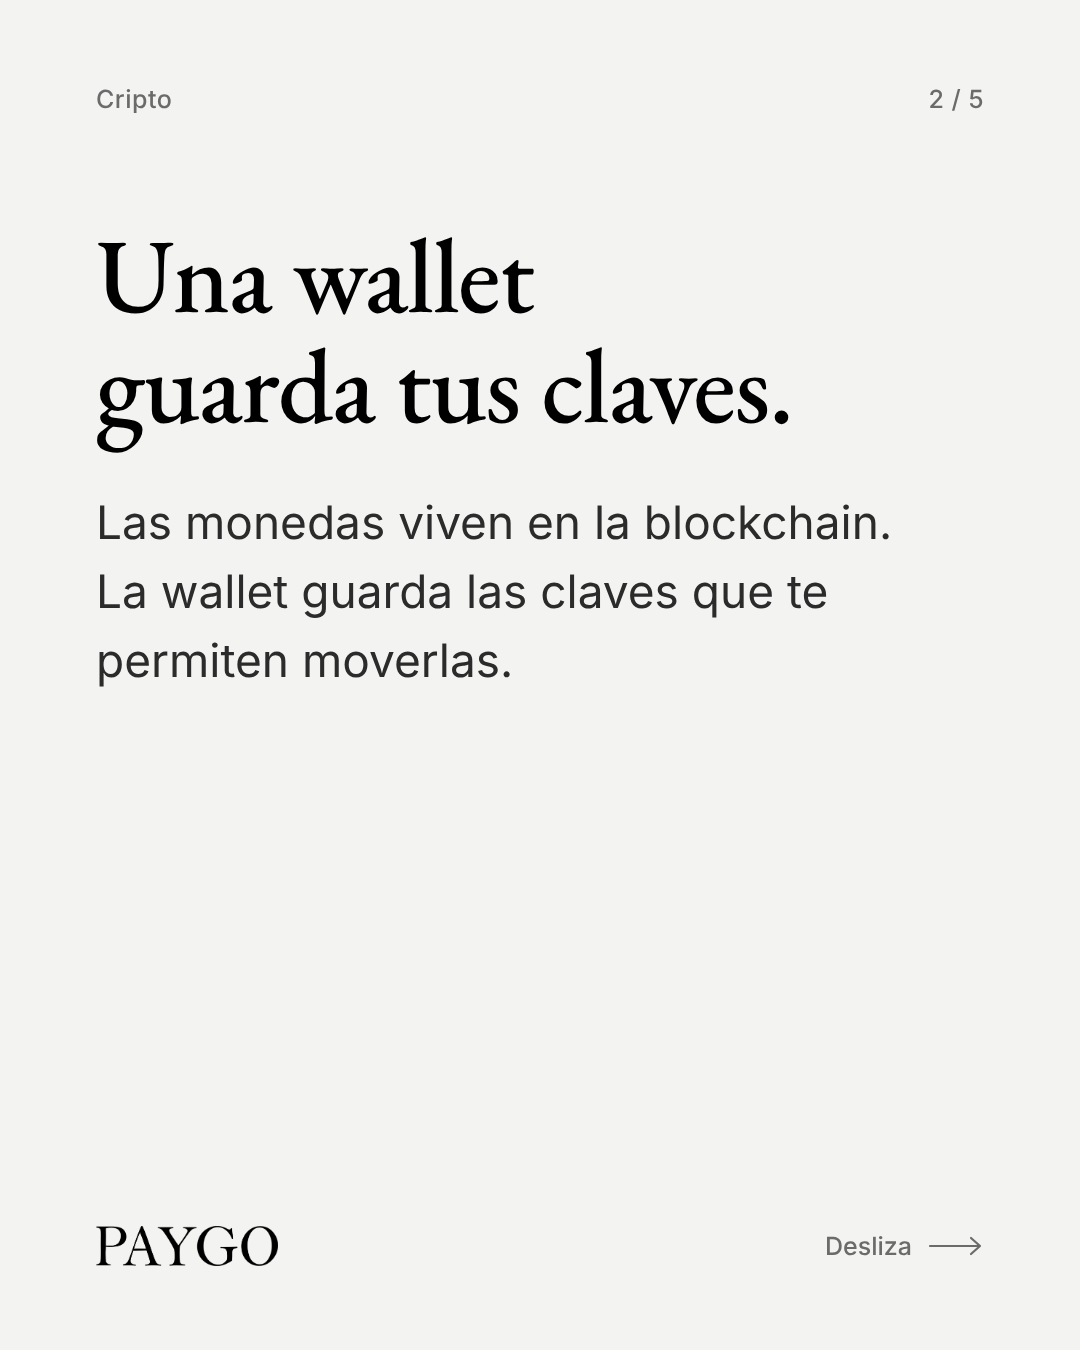 Cripto
2 / 5
Una wallet
guarda tus claves.
Las monedas viven en la blockchain.
La wallet guarda las claves que te
permiten moverlas.
PAYGO
Desliza